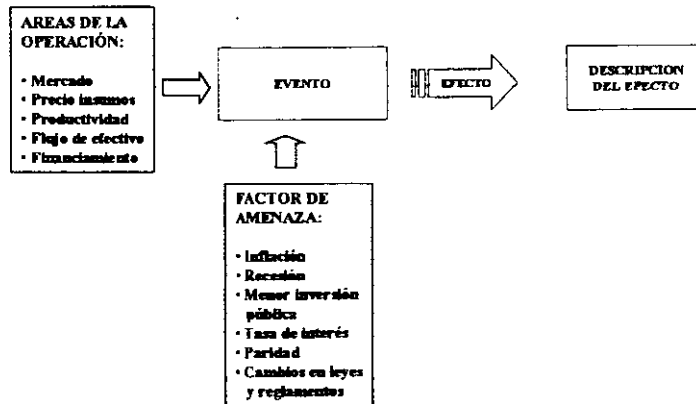 AREAS DE LA
OPERACIÓN:
• Mercado
• Precio insumos
• Productividad
• Flujo de efectivo
• Financiamiento
EVENTO
EFECTO
DESCRIPCION
DEL EFECTO
FACTOR DE
AMENAZA:
• Inflación
• Recesión
• Menor inversión
pública
• Tasa de interés
• Paridad
• Cambios en leyes
y reglamentos